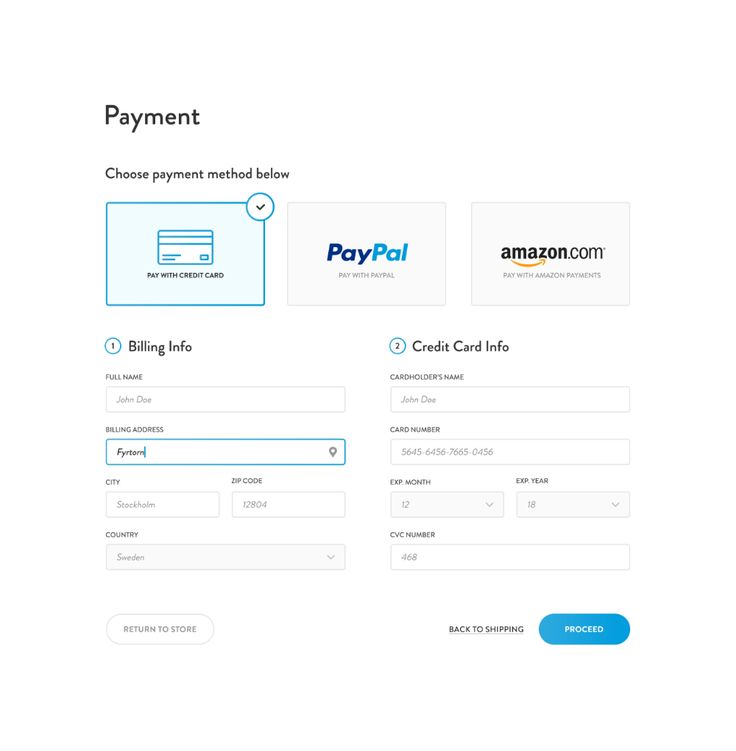 Payment
Choose payment method below
PAY WITH CREDIT CARD
PayPal
PAY WITH PAYPAL
amazon.com
PAY WITH AMAZON PAYMENTS
1 Billing Info
FULL NAME
John Doe
BILLING ADDRESS
Fyrtorn
CITY
Stockholm
ZIP CODE
12804
COUNTRY
Sweden
2 Credit Card Info
CARDHOLDER'S NAME
John Doe
CARD NUMBER
5645-6456-7665-0456
EXP. MONTH
12
EXP. YEAR
18
CVC NUMBER
468
RETURN TO STORE
BACK TO SHIPPING
PROCEED